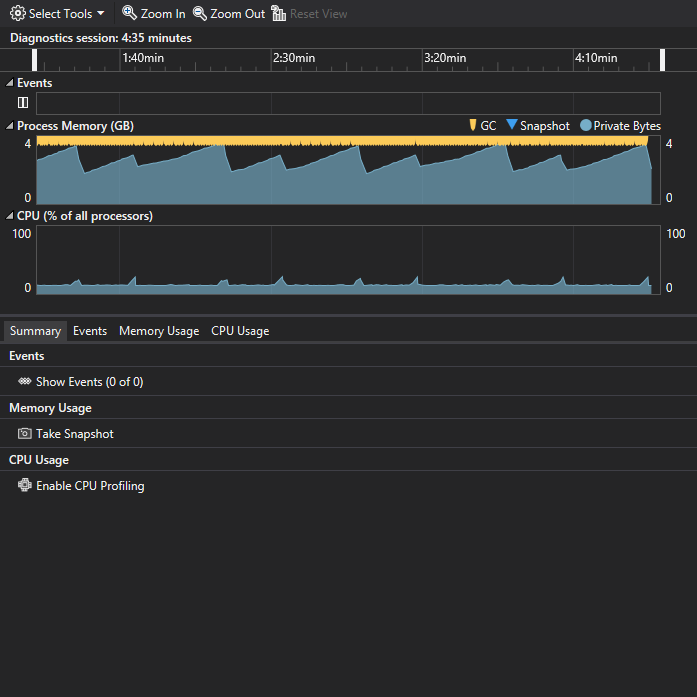 Select Tools Zoom In Zoom Out Reset View
Diagnostics session: 4:35 minutes
1:40min 2:30min 3:20min 4:10min
Events
Process Memory (GB) GC Snapshot Private Bytes
4 4
0 0
CPU (% of all processors)
100 100
0 0
Summary Events Memory Usage CPU Usage
Events
Show Events (0 of 0)
Memory Usage
Take Snapshot
CPU Usage
Enable CPU Profiling